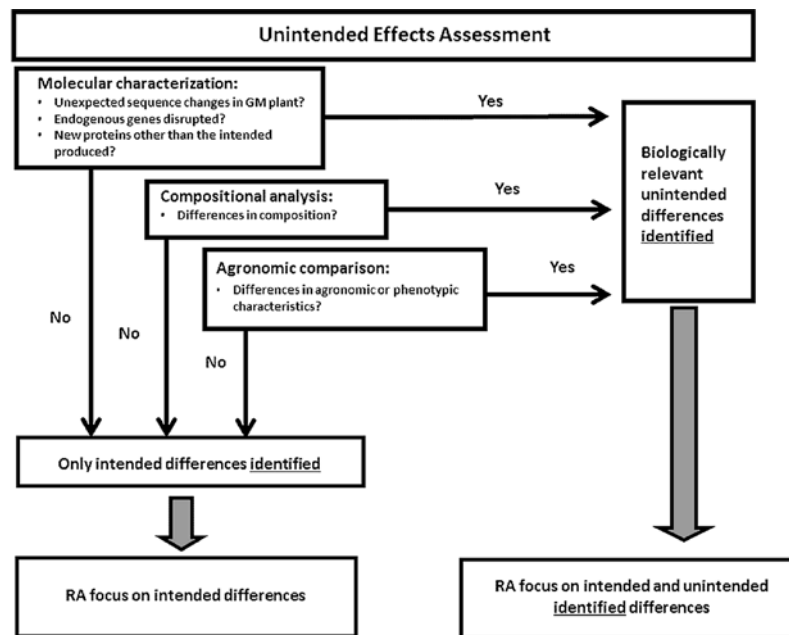 Unintended Effects Assessment
Molecular characterization:
• Unexpected sequence changes in GM plant?
• Endogenous genes disrupted?
• New proteins other than the intended
produced?
Yes
Compositional analysis:
• Differences in composition?
Yes
Agronomic comparison:
• Differences in agronomic or phenotypic
characteristics?
Yes
Biologically
relevant
unintended
differences
identified
No
No
No
Only intended differences identified
RA focus on intended differences
RA focus on intended and unintended
identified differences